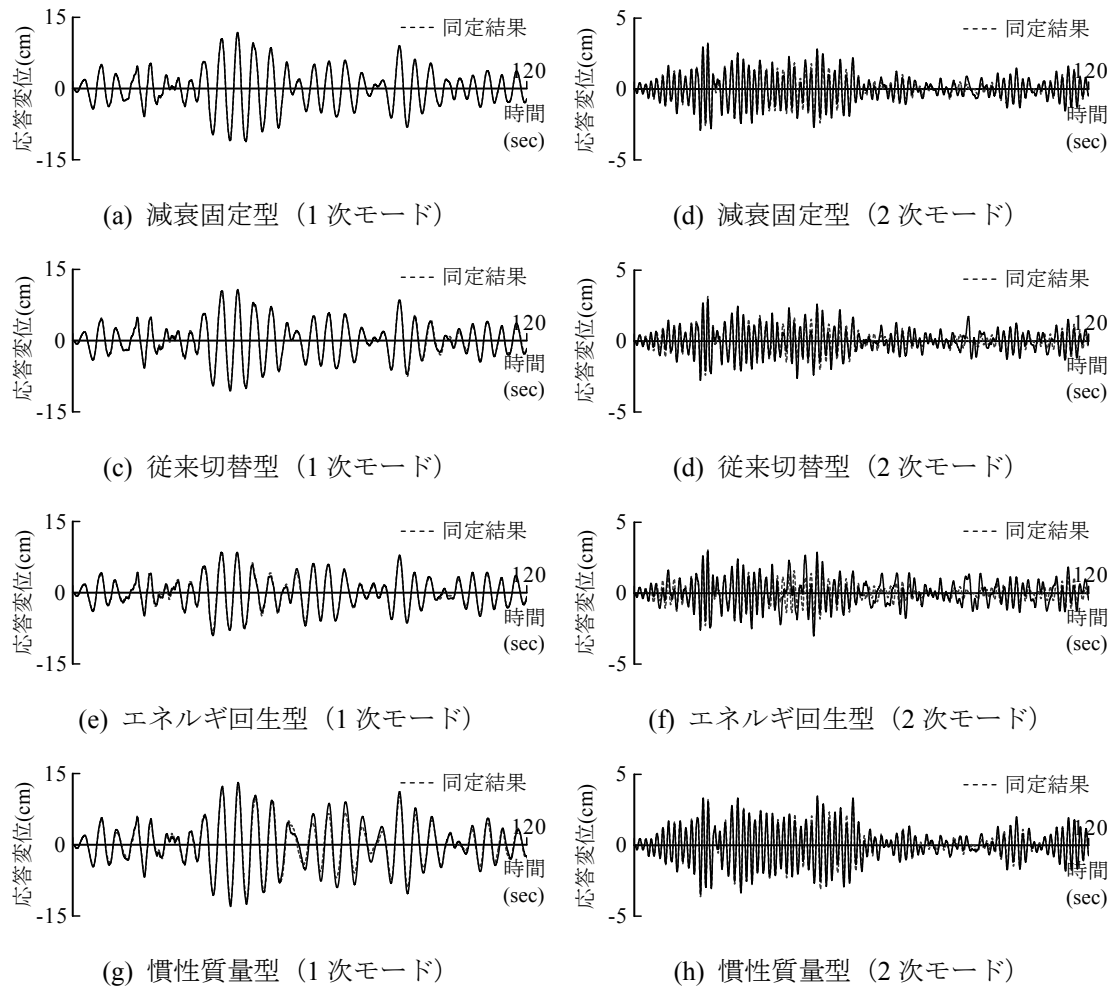 15
0
-15
応答変位(cm)
---- 同定結果
120
時間
(sec)
(a) 減衰固定型（1 次モード）
5
0
-5
応答変位(cm)
---- 同定結果
120
時間
(sec)
(d) 減衰固定型（2 次モード）
15
0
-15
応答変位(cm)
---- 同定結果
120
時間
(sec)
(c) 従来切替型（1 次モード）
5
0
-5
応答変位(cm)
---- 同定結果
120
時間
(sec)
(d) 従来切替型（2 次モード）
15
0
-15
応答変位(cm)
---- 同定結果
120
時間
(sec)
(e) エネルギ回生型（1 次モード）
5
0
-5
応答変位(cm)
---- 同定結果
120
時間
(sec)
(f) エネルギ回生型（2 次モード）
15
0
-15
応答変位(cm)
---- 同定結果
120
時間
(sec)
(g) 慣性質量型（1 次モード）
5
0
-5
応答変位(cm)
---- 同定結果
120
時間
(sec)
(h) 慣性質量型（2 次モード）